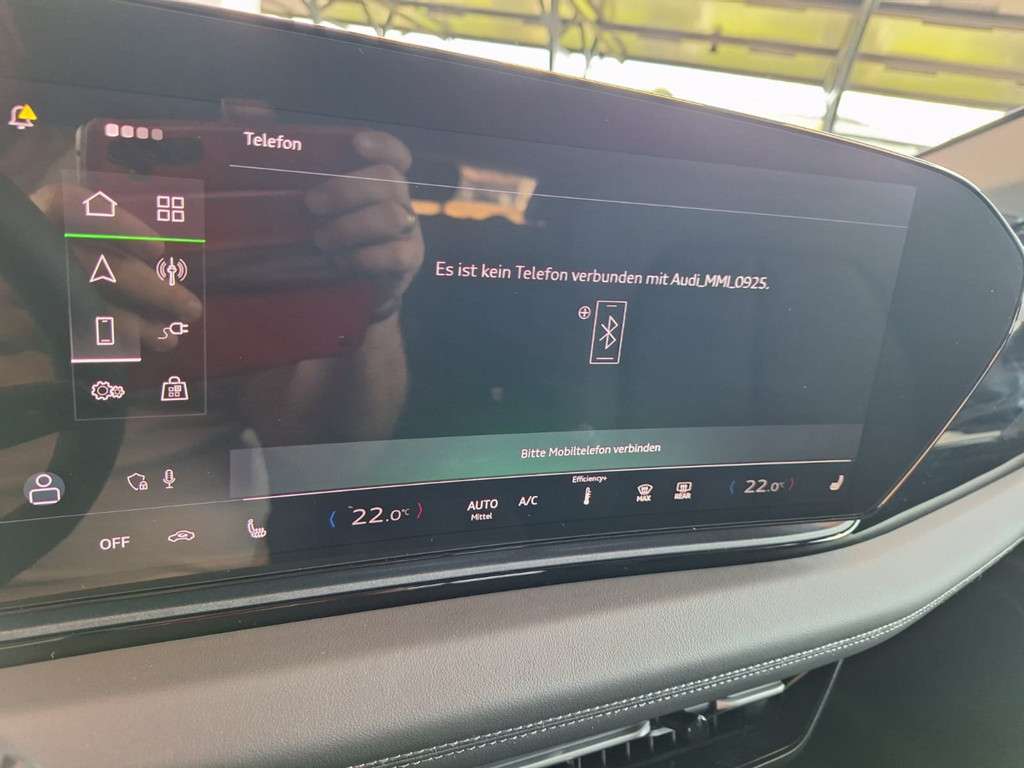 Telefon
Es ist kein Telefon verbunden mit Audi_MMI_0925.
Bitte Mobiltelefon verbinden
Efficiency+
OFF
22.0°C
AUTO
Mittel
A/C
MAX
REAR
22.0°C